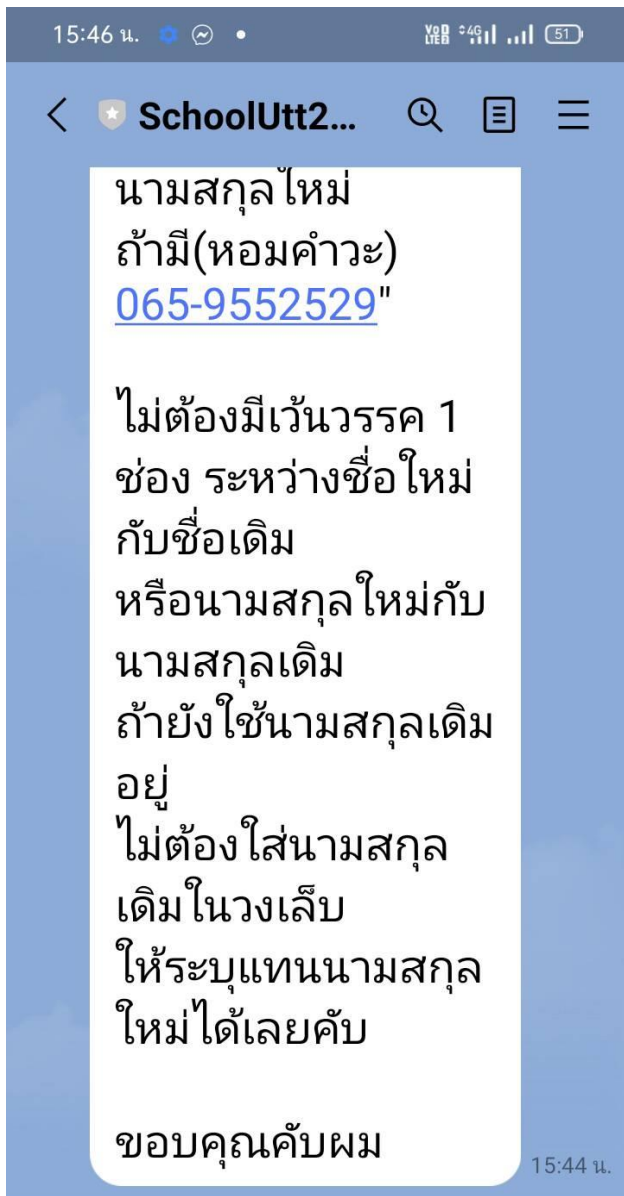 15:46 น.
VoB LTEB 4G 51
SchoolUtt2...
นามสกุลใหม่
ถ้ามี(หอมคำวะ)
065-9552529"
ไม่ต้องมีเว้นวรรค 1
ช่อง ระหว่างชื่อใหม่
กับชื่อเดิม
หรือนามสกุลใหม่กับ
นามสกุลเดิม
ถ้ายังใช้นามสกุลเดิม
อยู่
ไม่ต้องใส่นามสกุล
เดิมในวงเล็บ
ให้ระบุแทนนามสกุล
ใหม่ได้เลยคับ
ขอบคุณคับผม
15:44 น.